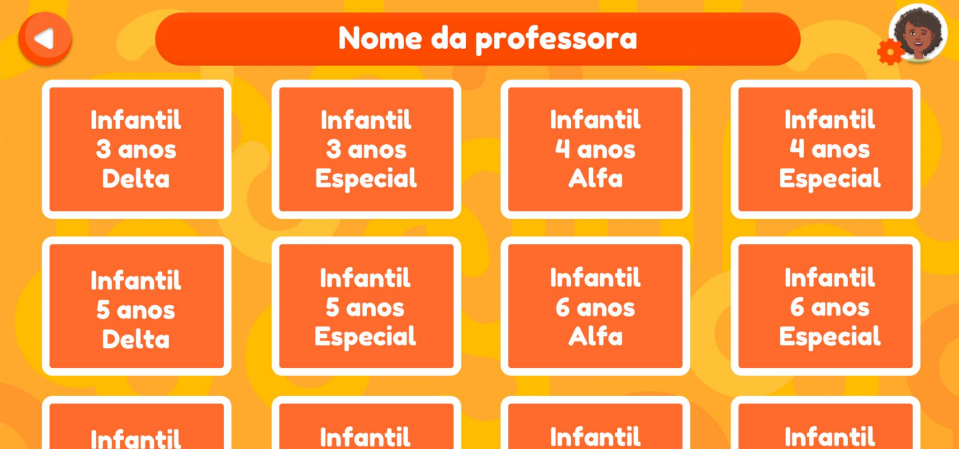 Nome da professora
Infantil
3 anos
Delta
Infantil
3 anos
Especial
Infantil
4 anos
Alfa
Infantil
4 anos
Especial
Infantil
5 anos
Delta
Infantil
5 anos
Especial
Infantil
6 anos
Alfa
Infantil
6 anos
Especial
Infantil
Infantil
Infantil
Infantil